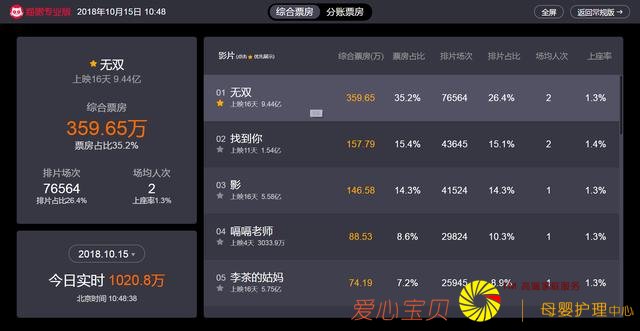 猫眼专业版 2018年10月15日 10:48 综合票房 分账票房 全屏 返回常规版 →
无双
上映16天 9.44亿
综合票房
359.65万
票房占比35.2%
排片场次 场均人次
76564 2
排片占比26.4% 上座率1.3%
2018.10.15
今日实时 1020.8万
北京时间 10:48:38
影片(点击★优先展示) 综合票房(万) 票房占比 排片场次 排片占比 场均人次 上座率
01 无双 359.65 35.2% 76564 26.4% 2 1.3%
上映16天 9.44亿
02 找到你 157.79 15.4% 43645 15.1% 2 1.4%
上映11天 1.54亿
03 影 146.58 14.3% 41524 14.3% 1 1.3%
上映16天 5.58亿
04 嗝嗝老师 88.53 8.6% 29824 10.3% 1 1.3%
上映4天 3033.9万
05 李茶的姑妈 74.19 7.2% 25945 8.9% 1 1.3%
上映16天 5.75亿
爱心宝贝 母婴护理中心